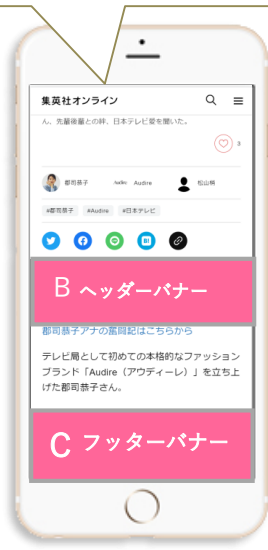 集英社オンライン
ん、先輩後輩との絆、日本テレビ愛を聞いた。
3
郡司恭子 Audire Audire 松山梢
#郡司恭子 #Audire #日本テレビ
B ヘッダーバナー
郡司恭子アナの奮闘記はこちらから
テレビ局として初めての本格的なファッション
ブランド「Audire（アウディーレ）」を立ち上
げた郡司恭子さん。
C フッターバナー